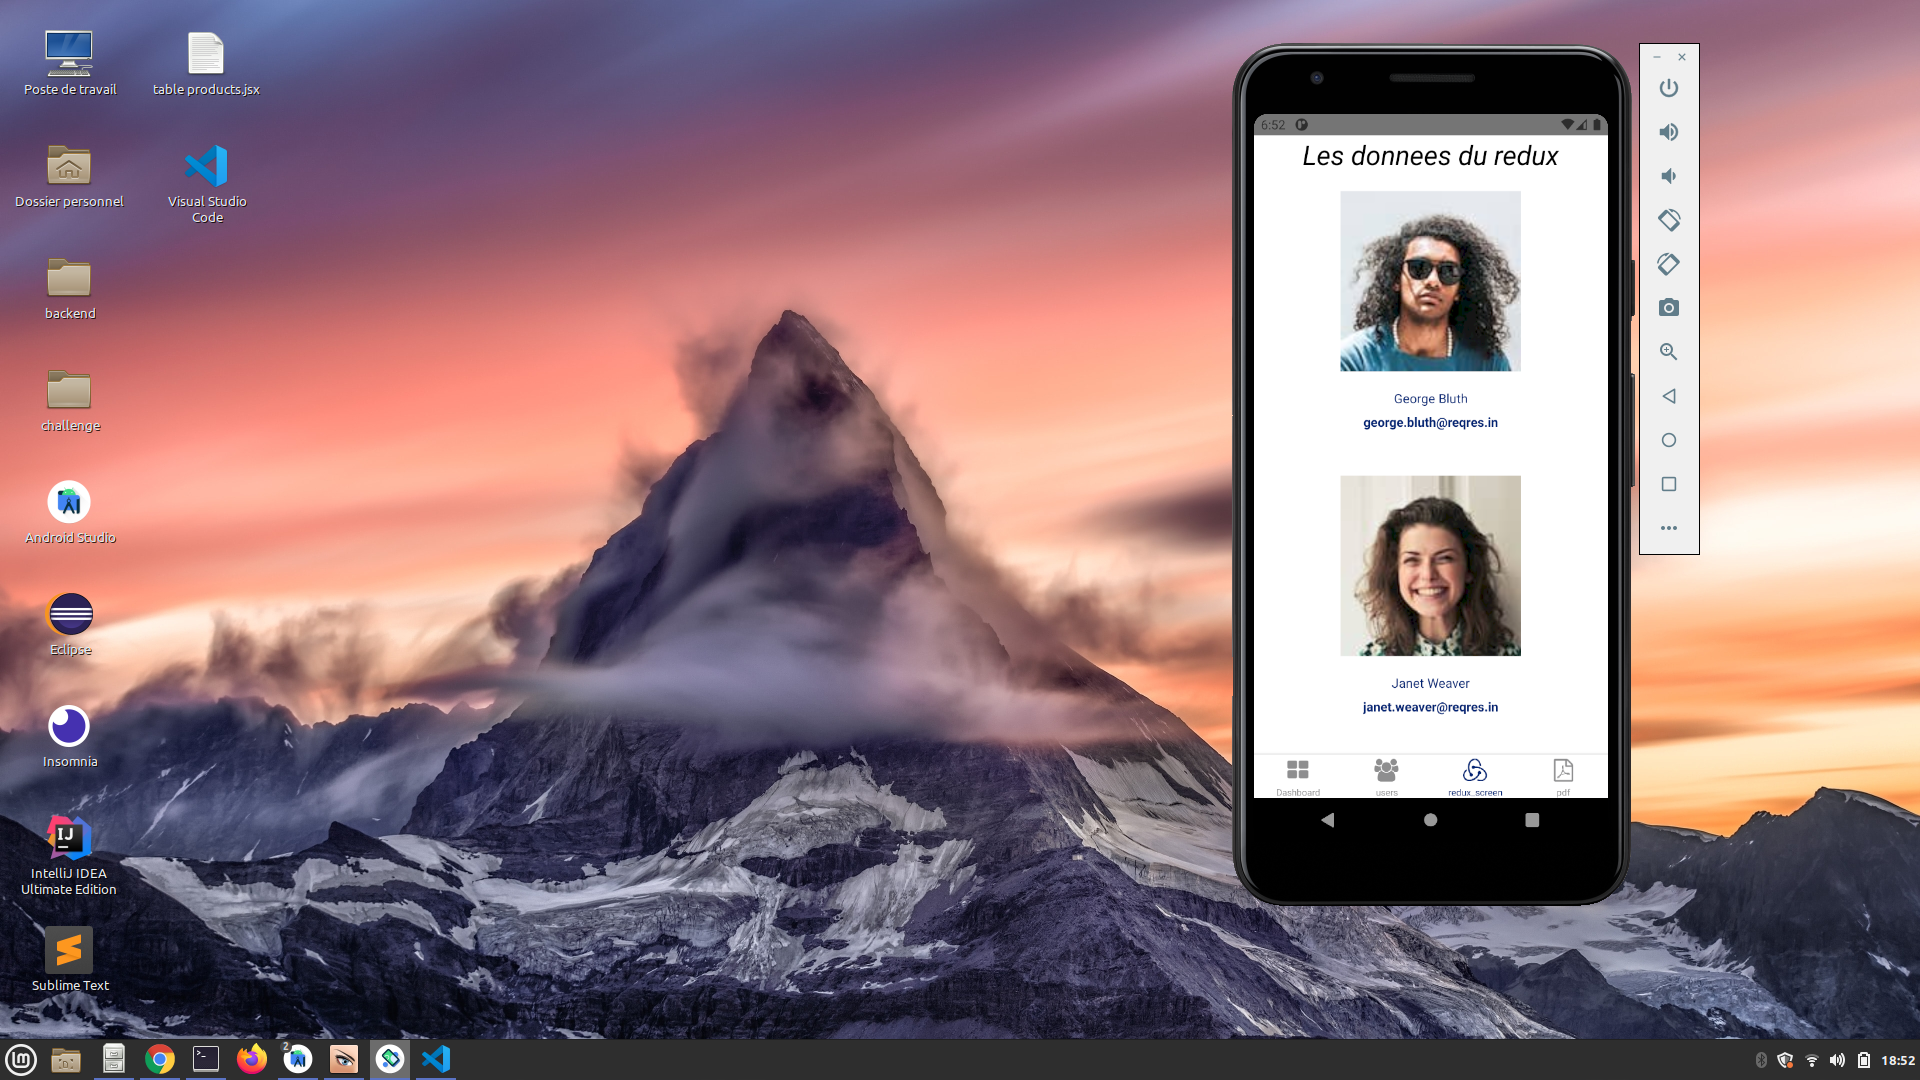 Poste de travail
table products.jsx
Dossier personnel
Visual Studio
Code
backend
challenge
Android Studio
Eclipse
Insomnia
IJ
IntelliJ IDEA
Ultimate Edition
Sublime Text
6:52
Les donnees du redux
George Bluth
george.bluth@reqres.in
Janet Weaver
janet.weaver@reqres.in
Dashboard
users
redux_screen
pdf
2
18:52